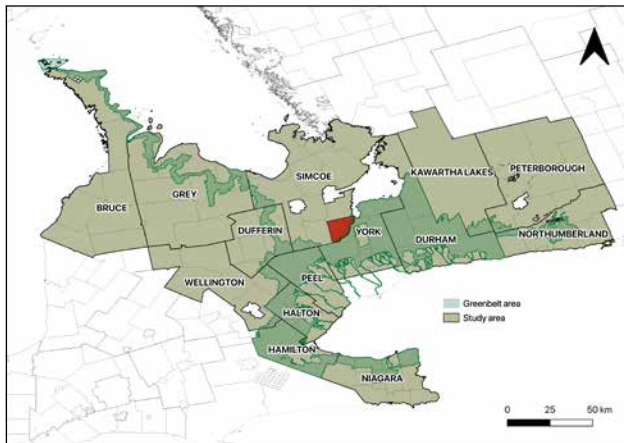 SIMCOE
KAWARTHA LAKES
PETERBOROUGH
GREY
BRUCE
DUFFERIN
YORK
DURHAM
NORTHUMBERLAND
WELLINGTON
PEEL
HALTON
HAMILTON
NIAGARA
Greenbelt area
Study area
0 25 50 km